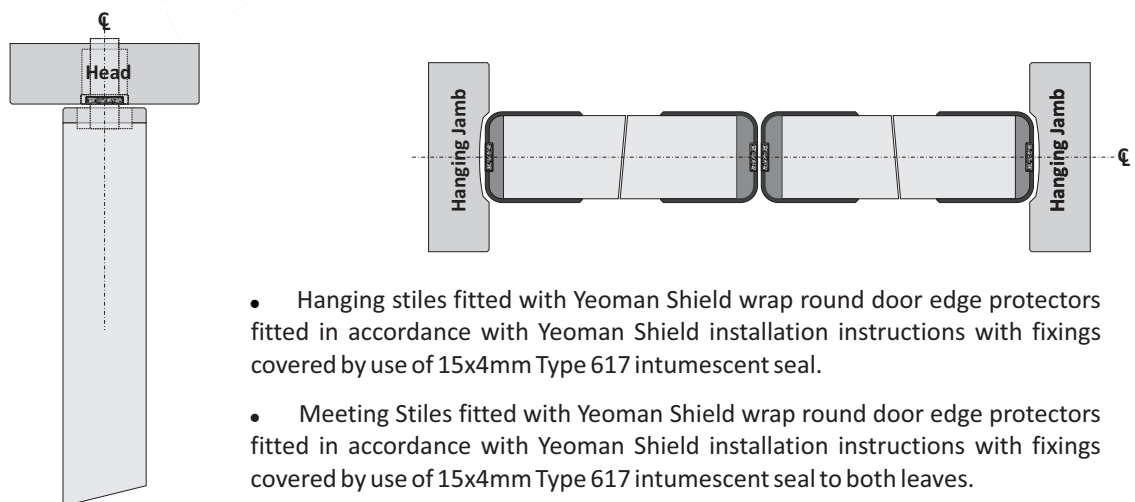 ℄
Head
Hanging Jamb
Hanging Jamb
℄
• Hanging stiles fitted with Yeoman Shield wrap round door edge protectors
fitted in accordance with Yeoman Shield installation instructions with fixings
covered by use of 15x4mm Type 617 intumescent seal.
• Meeting Stiles fitted with Yeoman Shield wrap round door edge protectors
fitted in accordance with Yeoman Shield installation instructions with fixings
covered by use of 15x4mm Type 617 intumescent seal to both leaves.